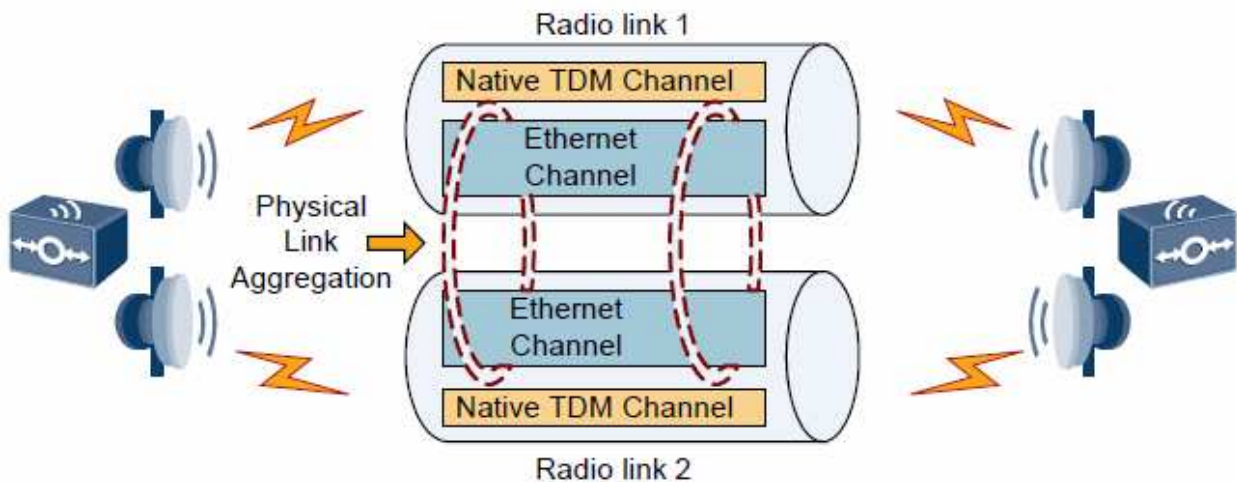 Radio link 1
Native TDM Channel
Ethernet
Channel
Physical
Link
Aggregation
Ethernet
Channel
Native TDM Channel
Radio link 2